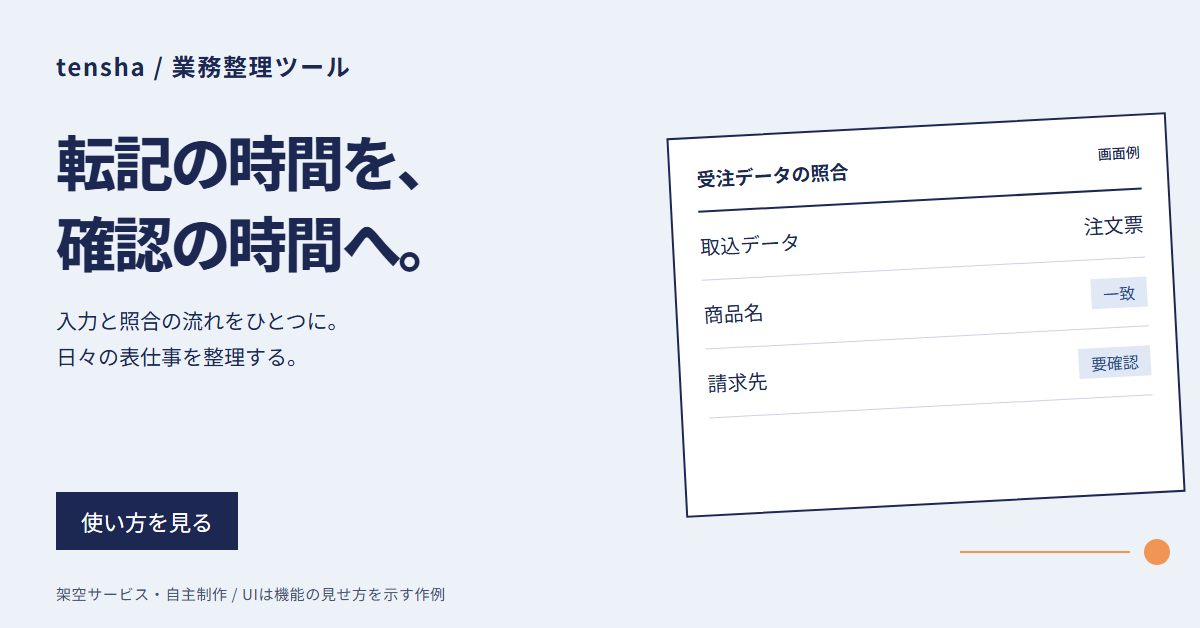 tensha / 業務整理ツール
転記の時間を、
確認の時間へ。
入力と照合の流れをひとつに。
日々の表仕事を整理する。
使い方を見る
架空サービス・自主制作 / UIは機能の見せ方を示す作例
受注データの照合 画面例
取込データ 注文票
商品名 一致
請求先 要確認